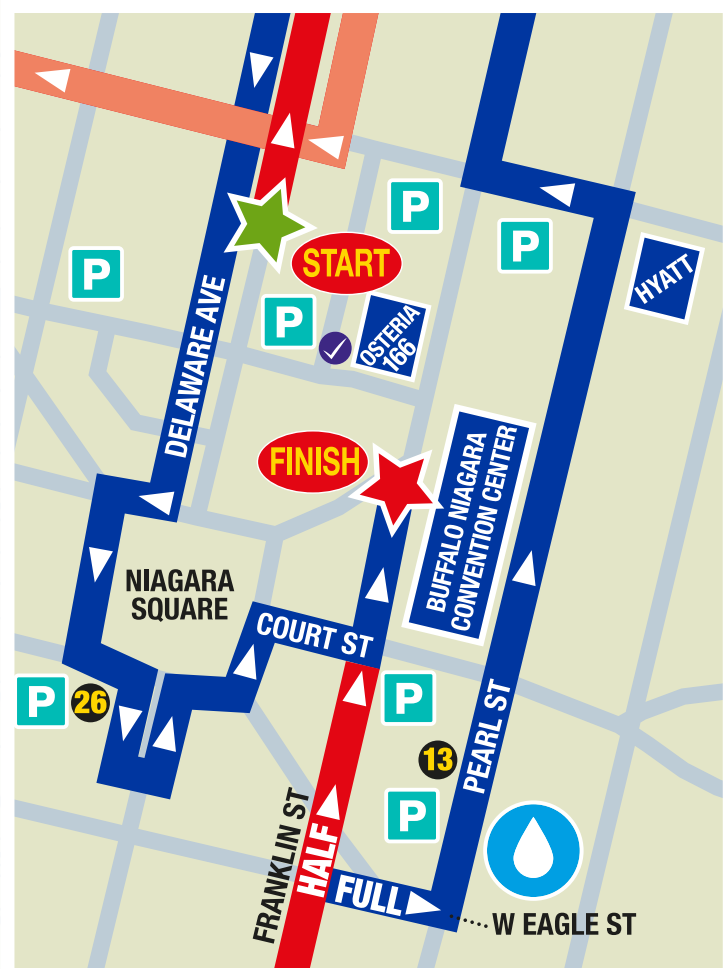 P
P
HYATT
P
START
P
OSTERIA
166
DELAWARE AVE
FINISH
BUFFALO NIAGARA
CONVENTION CENTER
NIAGARA
SQUARE
COURT ST
P
26
P
13
PEARL ST
P
FRANKLIN ST
HALF
FULL
W EAGLE ST